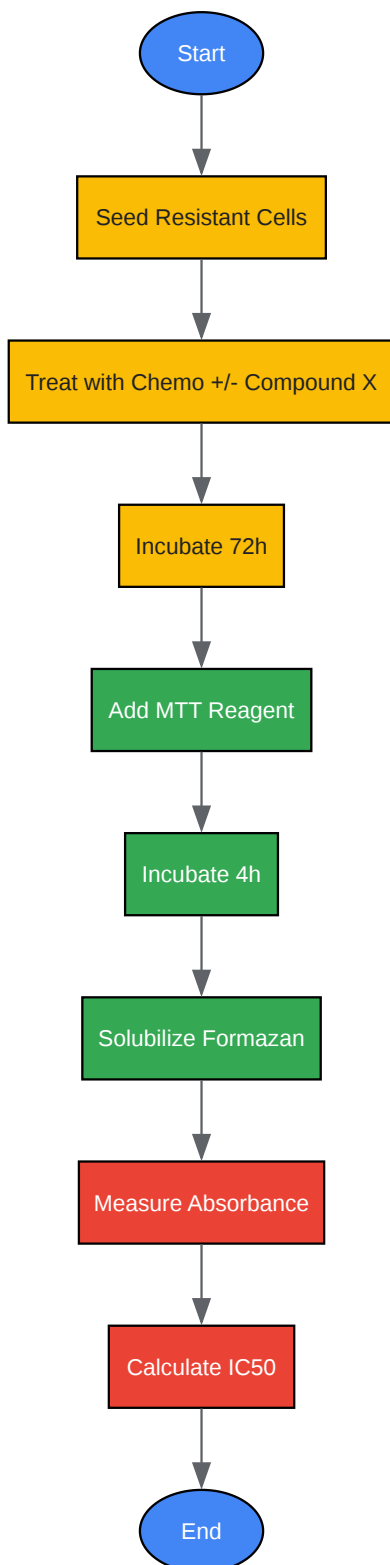 Start
Seed Resistant Cells
Treat with Chemo +/- Compound X
Incubate 72h
Add MTT Reagent
Incubate 4h
Solubilize Formazan
Measure Absorbance
Calculate IC50
End